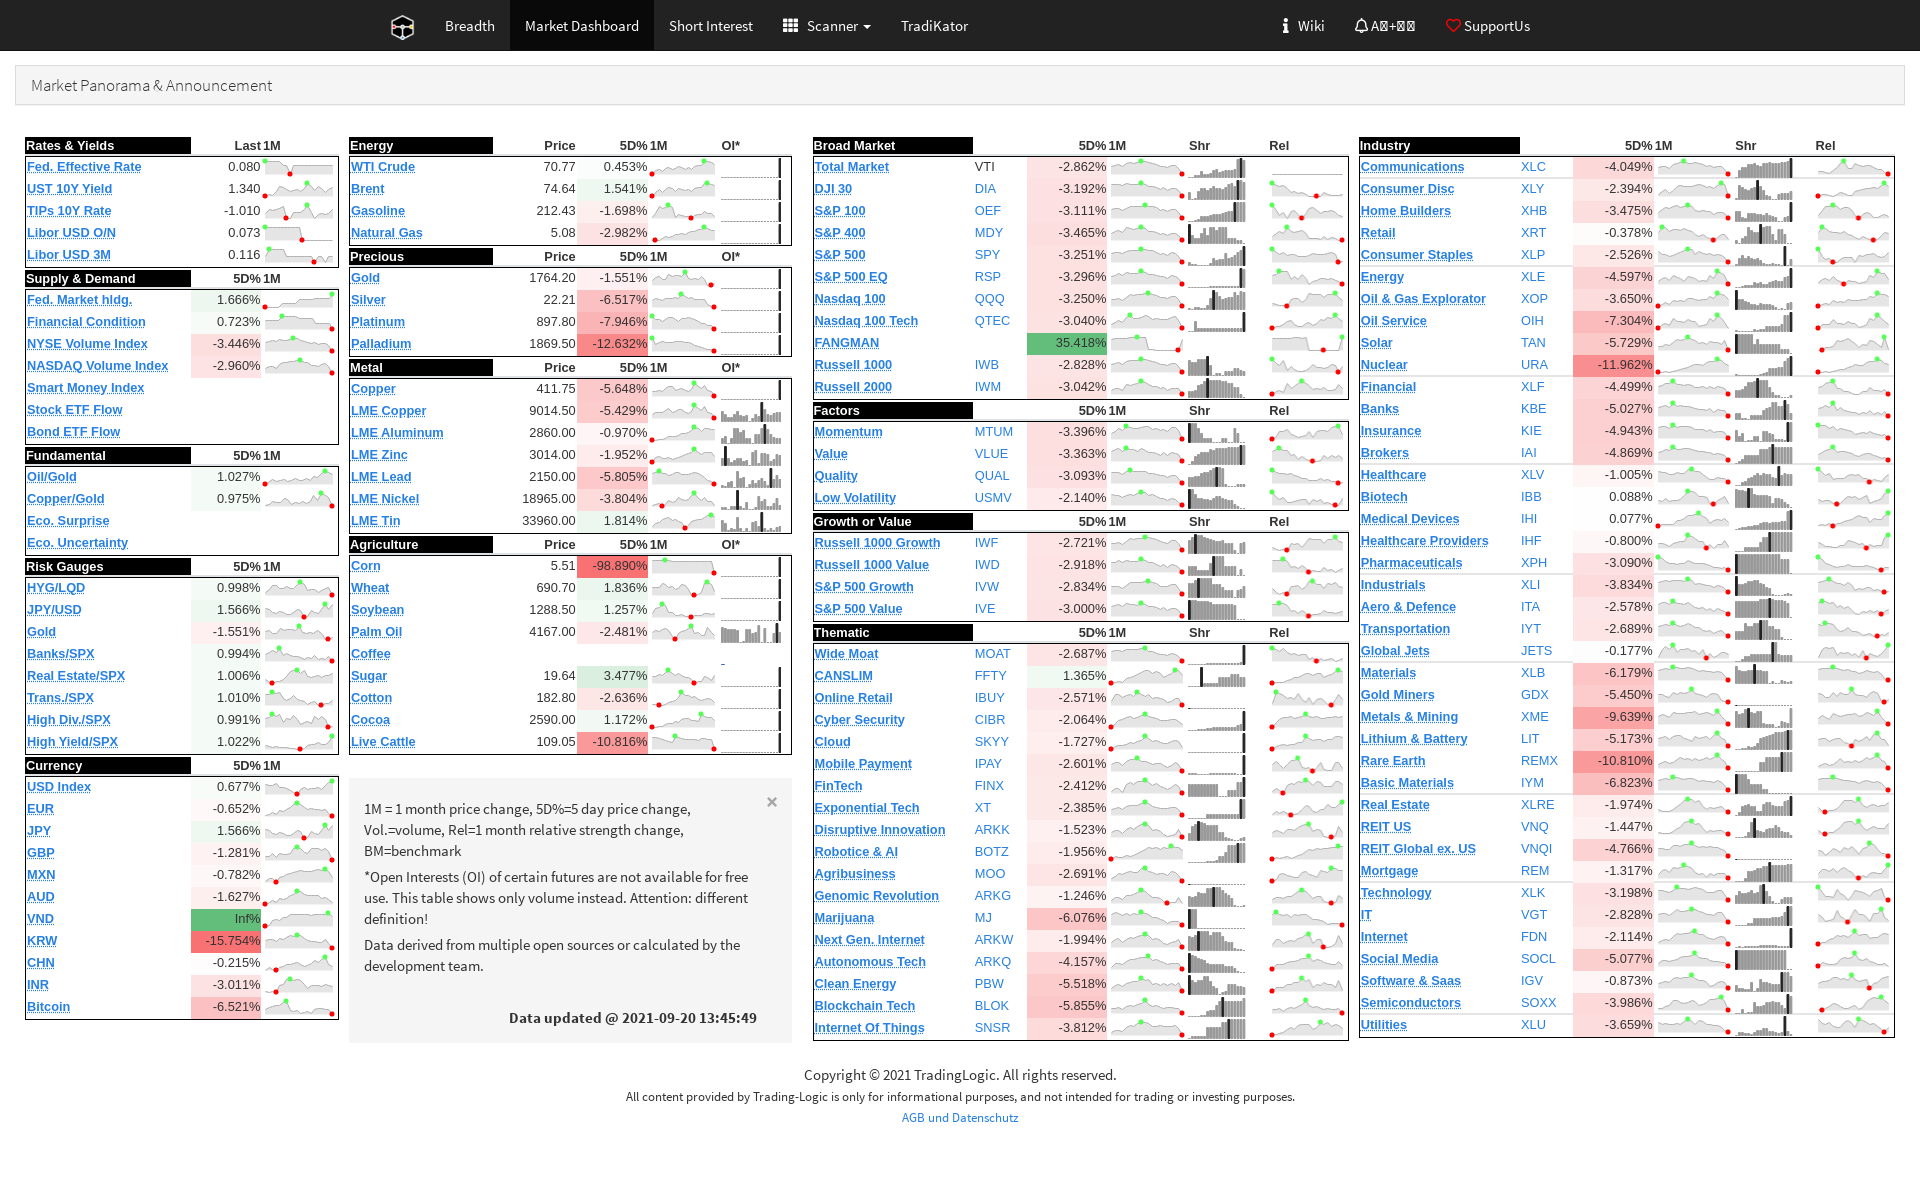 Breadth Market Dashboard Short Interest Scanner TradiKator Wiki SupportUs
Market Panorama & Announcement
Rates & Yields Last 1M
Fed. Effective Rate 0.080
UST 10Y Yield 1.340
TIPs 10Y Rate -1.010
Libor USD O/N 0.073
Libor USD 3M 0.116
Supply & Demand 5D% 1M
Fed. Market hldg. 1.666%
Financial Condition 0.723%
NYSE Volume Index -3.446%
NASDAQ Volume Index -2.960%
Smart Money Index
Stock ETF Flow
Bond ETF Flow
Fundamental 5D% 1M
Oil/Gold 1.027%
Copper/Gold 0.975%
Eco. Surprise
Eco. Uncertainty
Risk Gauges 5D% 1M
HYG/LQD 0.998%
JPY/USD 1.566%
Gold -1.551%
Banks/SPX 0.994%
Real Estate/SPX 1.006%
Trans./SPX 1.010%
High Div./SPX 0.991%
High Yield/SPX 1.022%
Currency 5D% 1M
USD Index 0.677%
EUR -0.652%
JPY 1.566%
GBP -1.281%
MXN -0.782%
AUD -1.627%
VND Inf%
KRW -15.754%
CHN -0.215%
INR -3.011%
Bitcoin -6.521%
Energy Price 5D% 1M OI*
WTI Crude 70.77 0.453%
Brent 74.64 1.541%
Gasoline 212.43 -1.698%
Natural Gas 5.08 -2.982%
Precious Price 5D% 1M OI*
Gold 1764.20 -1.551%
Silver 22.21 -6.517%
Platinum 897.80 -7.946%
Palladium 1869.50 -12.632%
Metal Price 5D% 1M OI*
Copper 411.75 -5.648%
LME Copper 9014.50 -5.429%
LME Aluminum 2860.00 -0.970%
LME Zinc 3014.00 -1.952%
LME Lead 2150.00 -5.805%
LME Nickel 18965.00 -3.804%
LME Tin 33960.00 1.814%
Agriculture Price 5D% 1M OI*
Corn 5.51 -98.890%
Wheat 690.70 1.836%
Soybean 1288.50 1.257%
Palm Oil 4167.00 -2.481%
Coffee -
Sugar 19.64 3.477%
Cotton 182.80 -2.636%
Cocoa 2590.00 1.172%
Live Cattle 109.05 -10.816%
×
1M = 1 month price change, 5D%=5 day price change,
Vol.=volume, Rel=1 month relative strength change,
BM=benchmark
*Open Interests (OI) of certain futures are not available for free
use. This table shows only volume instead. Attention: different
definition!
Data derived from multiple open sources or calculated by the
development team.
Data updated @ 2021-09-20 13:45:49
Broad Market 5D% 1M Shr Rel
Total Market VTI -2.862%
DJI 30 DIA -3.192%
S&P 100 OEF -3.111%
S&P 400 MDY -3.465%
S&P 500 SPY -3.251%
S&P 500 EQ RSP -3.296%
Nasdaq 100 QQQ -3.250%
Nasdaq 100 Tech QTEC -3.040%
FANGMAN 35.418%
Russell 1000 IWB -2.828%
Russell 2000 IWM -3.042%
Factors 5D% 1M Shr Rel
Momentum MTUM -3.396%
Value VLUE -3.363%
Quality QUAL -3.093%
Low Volatility USMV -2.140%
Growth or Value 5D% 1M Shr Rel
Russell 1000 Growth IWF -2.721%
Russell 1000 Value IWD -2.918%
S&P 500 Growth IVW -2.834%
S&P 500 Value IVE -3.000%
Thematic 5D% 1M Shr Rel
Wide Moat MOAT -2.687%
CANSLIM FFTY 1.365%
Online Retail IBUY -2.571%
Cyber Security CIBR -2.064%
Cloud SKYY -1.727%
Mobile Payment IPAY -2.601%
FinTech FINX -2.412%
Exponential Tech XT -2.385%
Disruptive Innovation ARKK -1.523%
Robotice & AI BOTZ -1.956%
Agribusiness MOO -2.691%
Genomic Revolution ARKG -1.246%
Marijuana MJ -6.076%
Next Gen. Internet ARKW -1.994%
Autonomous Tech ARKQ -4.157%
Clean Energy PBW -5.518%
Blockchain Tech BLOK -5.855%
Internet Of Things SNSR -3.812%
Industry 5D% 1M Shr Rel
Communications XLC -4.049%
Consumer Disc XLY -2.394%
Home Builders XHB -3.475%
Retail XRT -0.378%
Consumer Staples XLP -2.526%
Energy XLE -4.597%
Oil & Gas Explorator XOP -3.650%
Oil Service OIH -7.304%
Solar TAN -5.729%
Nuclear URA -11.962%
Financial XLF -4.499%
Banks KBE -5.027%
Insurance KIE -4.943%
Brokers IAI -4.869%
Healthcare XLV -1.005%
Biotech IBB 0.088%
Medical Devices IHI 0.077%
Healthcare Providers IHF -0.800%
Pharmaceuticals XPH -3.090%
Industrials XLI -3.834%
Aero & Defence ITA -2.578%
Transportation IYT -2.689%
Global Jets JETS -0.177%
Materials XLB -6.179%
Gold Miners GDX -5.450%
Metals & Mining XME -9.639%
Lithium & Battery LIT -5.173%
Rare Earth REMX -10.810%
Basic Materials IYM -6.823%
Real Estate XLRE -1.974%
REIT US VNQ -1.447%
REIT Global ex. US VNQI -4.766%
Mortgage REM -1.317%
Technology XLK -3.198%
IT VGT -2.828%
Internet FDN -2.114%
Social Media SOCL -5.077%
Software & Saas IGV -0.873%
Semiconductors SOXX -3.986%
Utilities XLU -3.659%
Copyright © 2021 TradingLogic. All rights reserved.
All content provided by Trading-Logic is only for informational purposes, and not intended for trading or investing purposes.
AGB und Datenschutz